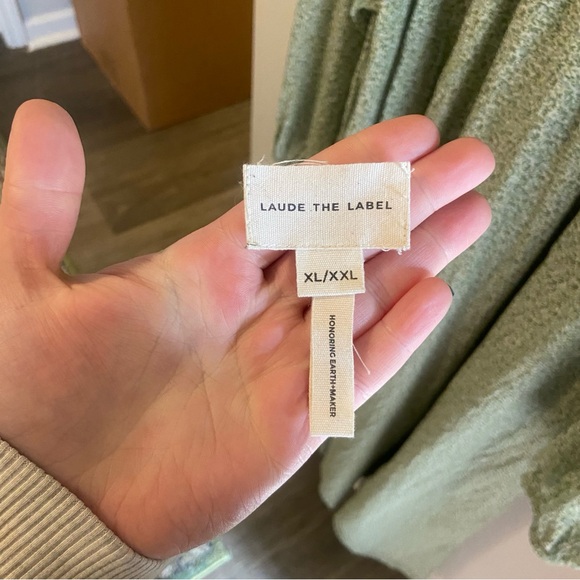 LAUDE THE LABEL
XL/XXL
HONORING EARTH+MAKER